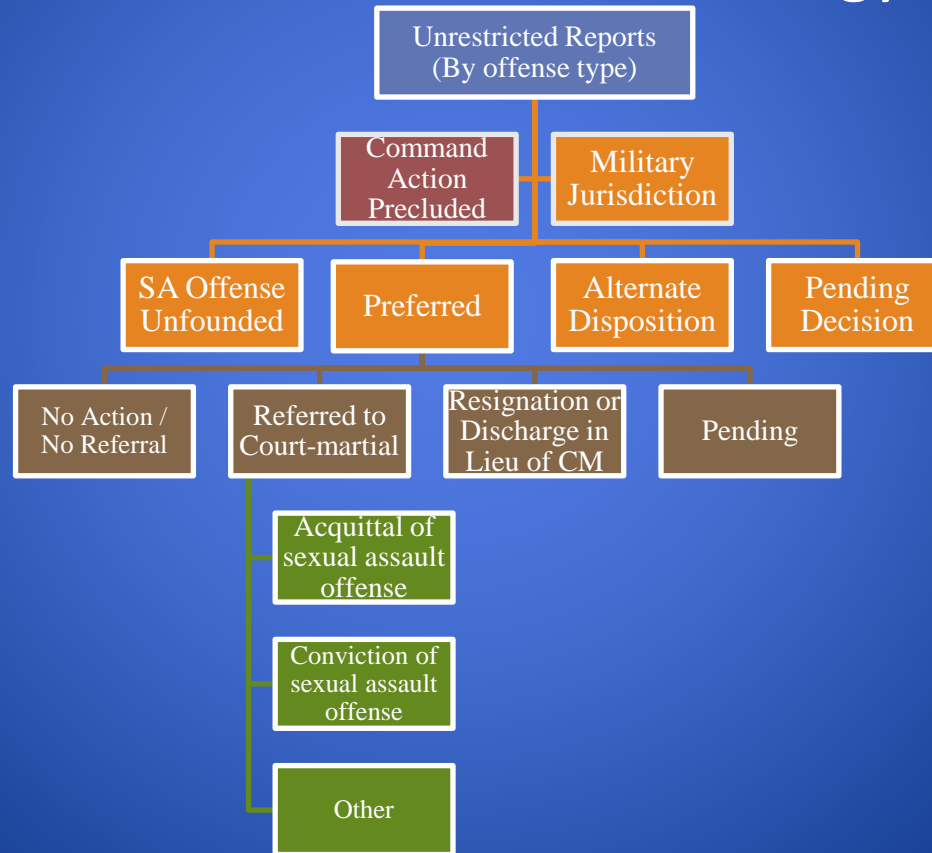 Unrestricted Reports
(By offense type)
Command
Action
Precluded
Military
Jurisdiction
SA Offense
Unfounded
Preferred
Alternate
Disposition
Pending
Decision
No Action /
No Referral
Referred to
Court-martial
Resignation or
Discharge in
Lieu of CM
Pending
Acquittal of
sexual assault
offense
Conviction of
sexual assault
offense
Other